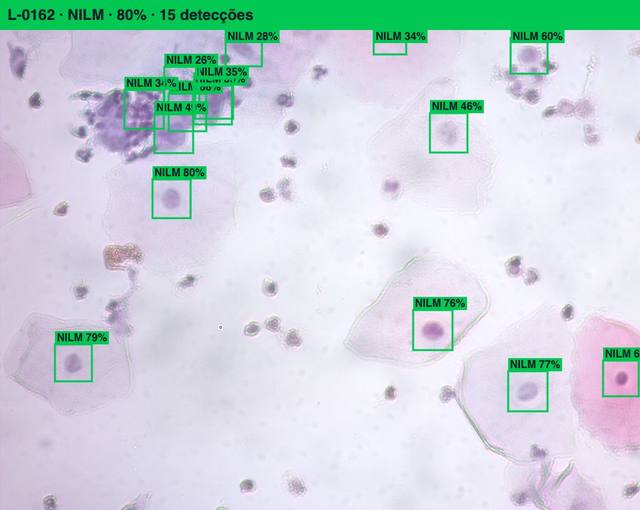 L-0162 · NILM · 80% · 15 detecções
NILM 28%
NILM 34%
NILM 60%
NILM 26%
NILM 35%
NILM 46%
NILM 80%
NILM 76%
NILM 79%
NILM 77%
NILM 6